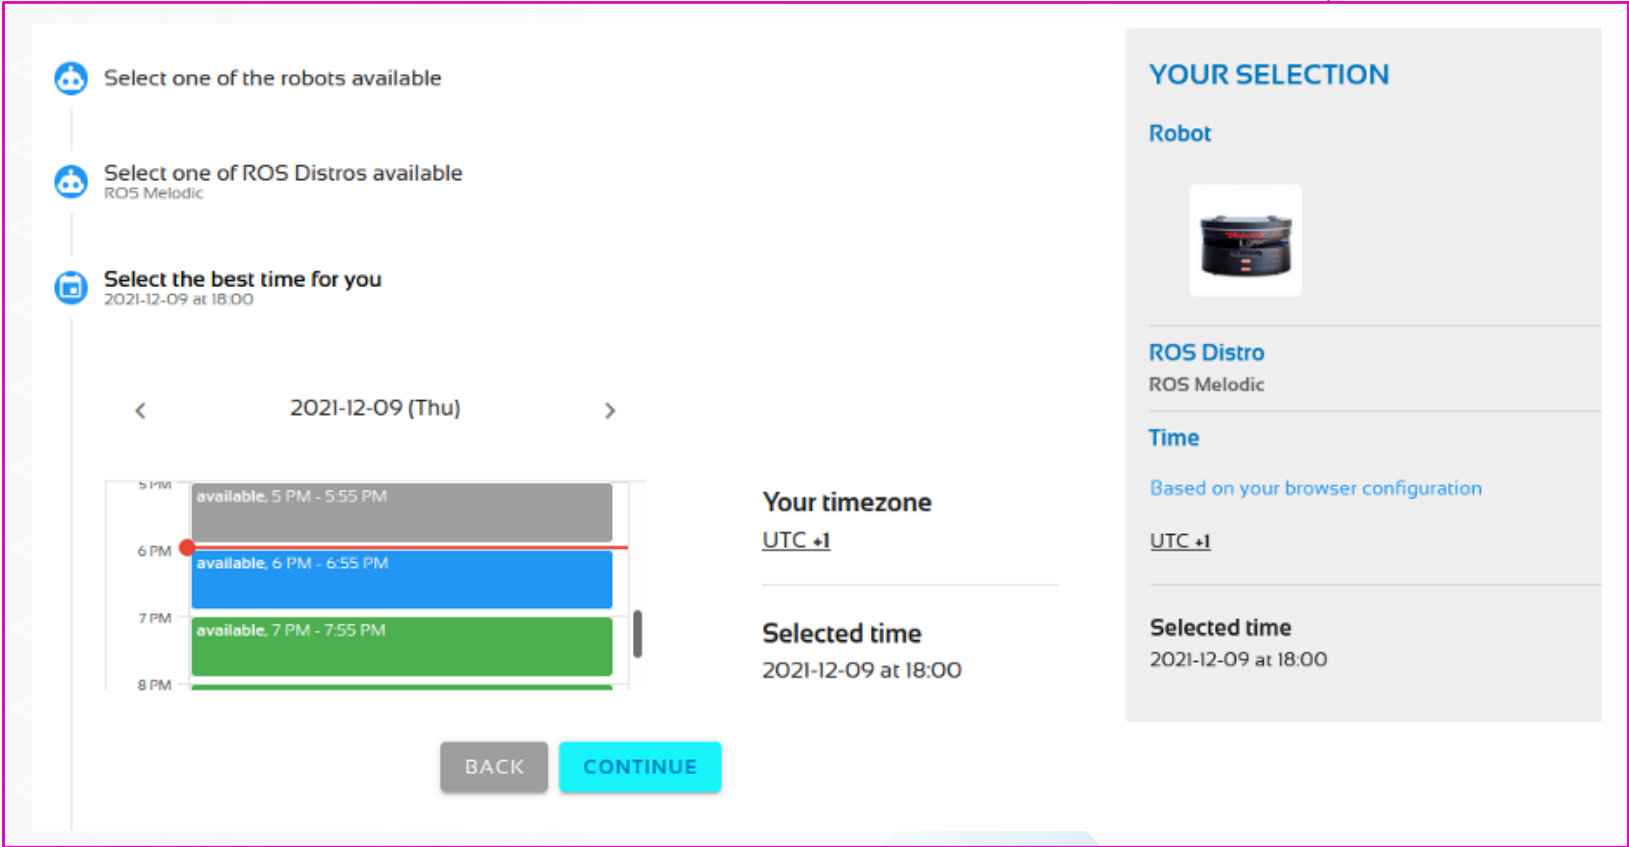 Select one of the robots available
Select one of ROS Distros available
ROS Melodic
Select the best time for you
2021-12-09 at 18:00
2021-12-09 (Thu)
5 PM
available, 5 PM - 5:55 PM
6 PM
available, 6 PM - 6:55 PM
7 PM
available, 7 PM - 7:55 PM
8 PM
Your timezone
UTC +1
Selected time
2021-12-09 at 18:00
BACK
CONTINUE
YOUR SELECTION
Robot
ROS Distro
ROS Melodic
Time
Based on your browser configuration
UTC +1
Selected time
2021-12-09 at 18:00